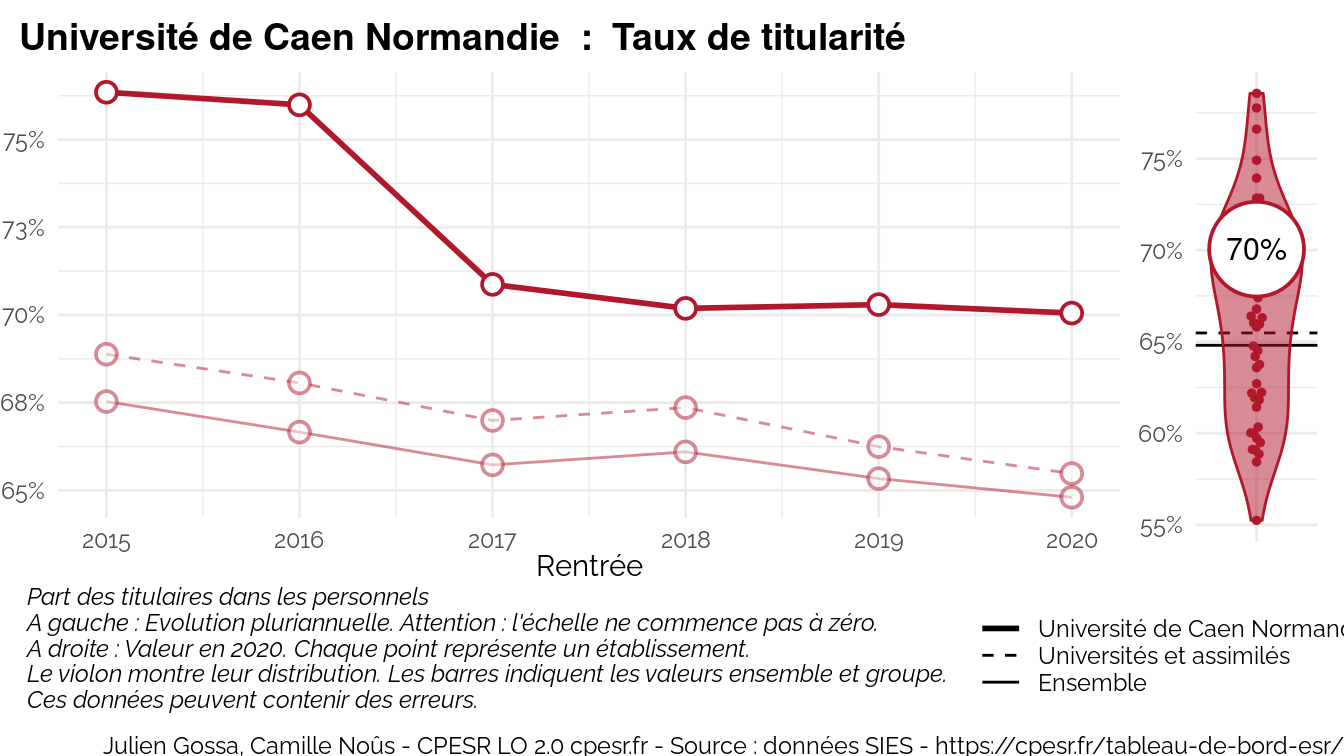 Université de Caen Normandie : Taux de titularité
75%
73%
70%
68%
65%
2015 2016 2017 2018 2019 2020
Rentrée
75%
70%
65%
60%
55%
70%
Part des titulaires dans les personnels
A gauche : Evolution pluriannuelle. Attention : l'échelle ne commence pas à zéro.
A droite : Valeur en 2020. Chaque point représente un établissement.
Le violon montre leur distribution. Les barres indiquent les valeurs ensemble et groupe.
Ces données peuvent contenir des erreurs.
Université de Caen Normand
Universités et assimilés
Ensemble
Julien Gossa, Camille Noûs - CPESR LO 2.0 cpesr.fr - Source : données SIES - https://cpesr.fr/tableau-de-bord-esr/